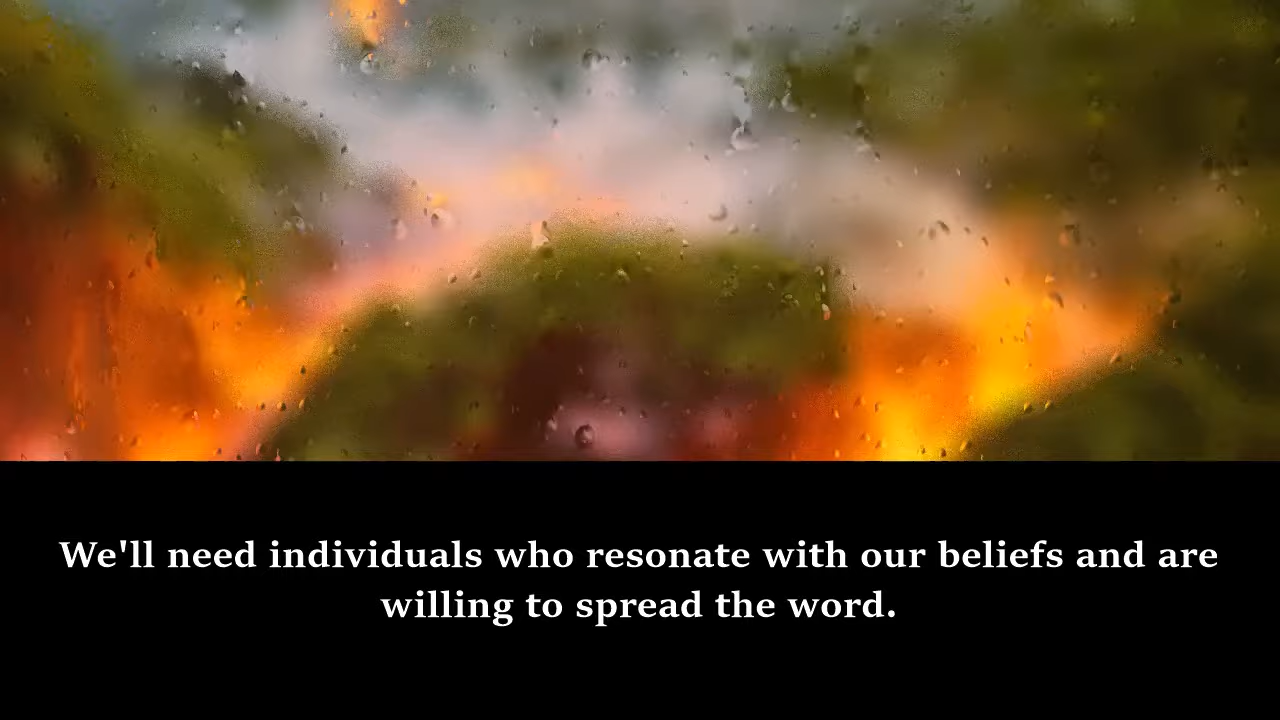 We'll need individuals who resonate with our beliefs and are
willing to spread the word.